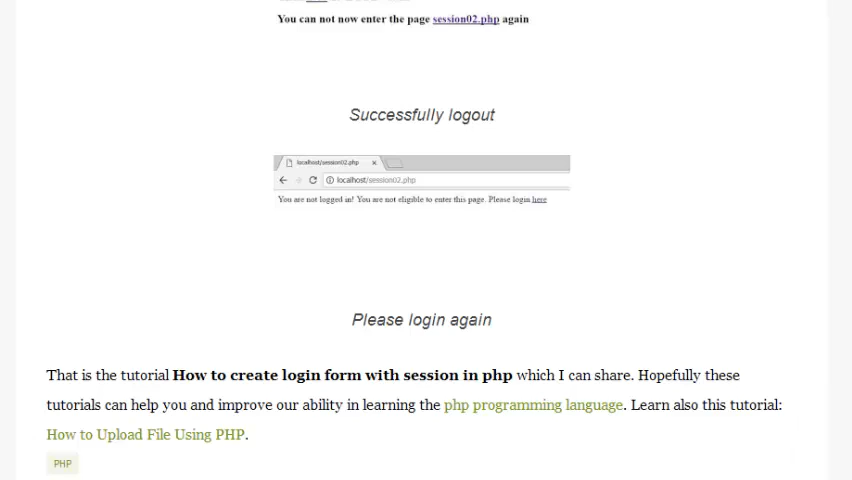 You can not now enter the page session02.php again
Successfully logout
localhost/session02.php
localhost/session02.php
You are not logged in! You are not eligible to enter this page. Please login here
Please login again
That is the tutorial How to create login form with session in php which I can share. Hopefully these
tutorials can help you and improve our ability in learning the php programming language. Learn also this tutorial:
How to Upload File Using PHP.
PHP